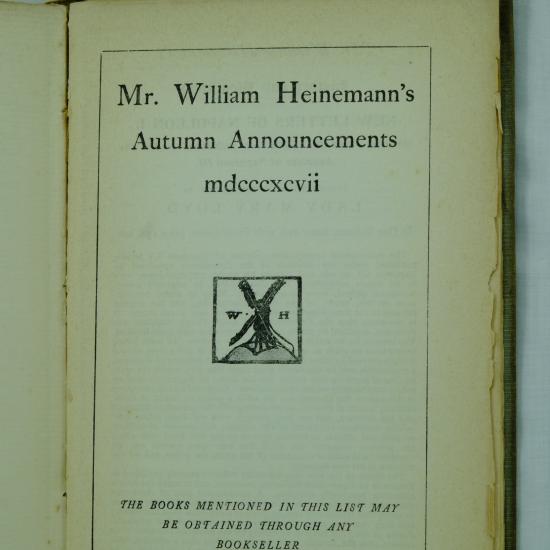 Mr. William Heinemann's
Autumn Announcements
mdcccxcvii
W · H
THE BOOKS MENTIONED IN THIS LIST MAY
BE OBTAINED THROUGH ANY
BOOKSELLER